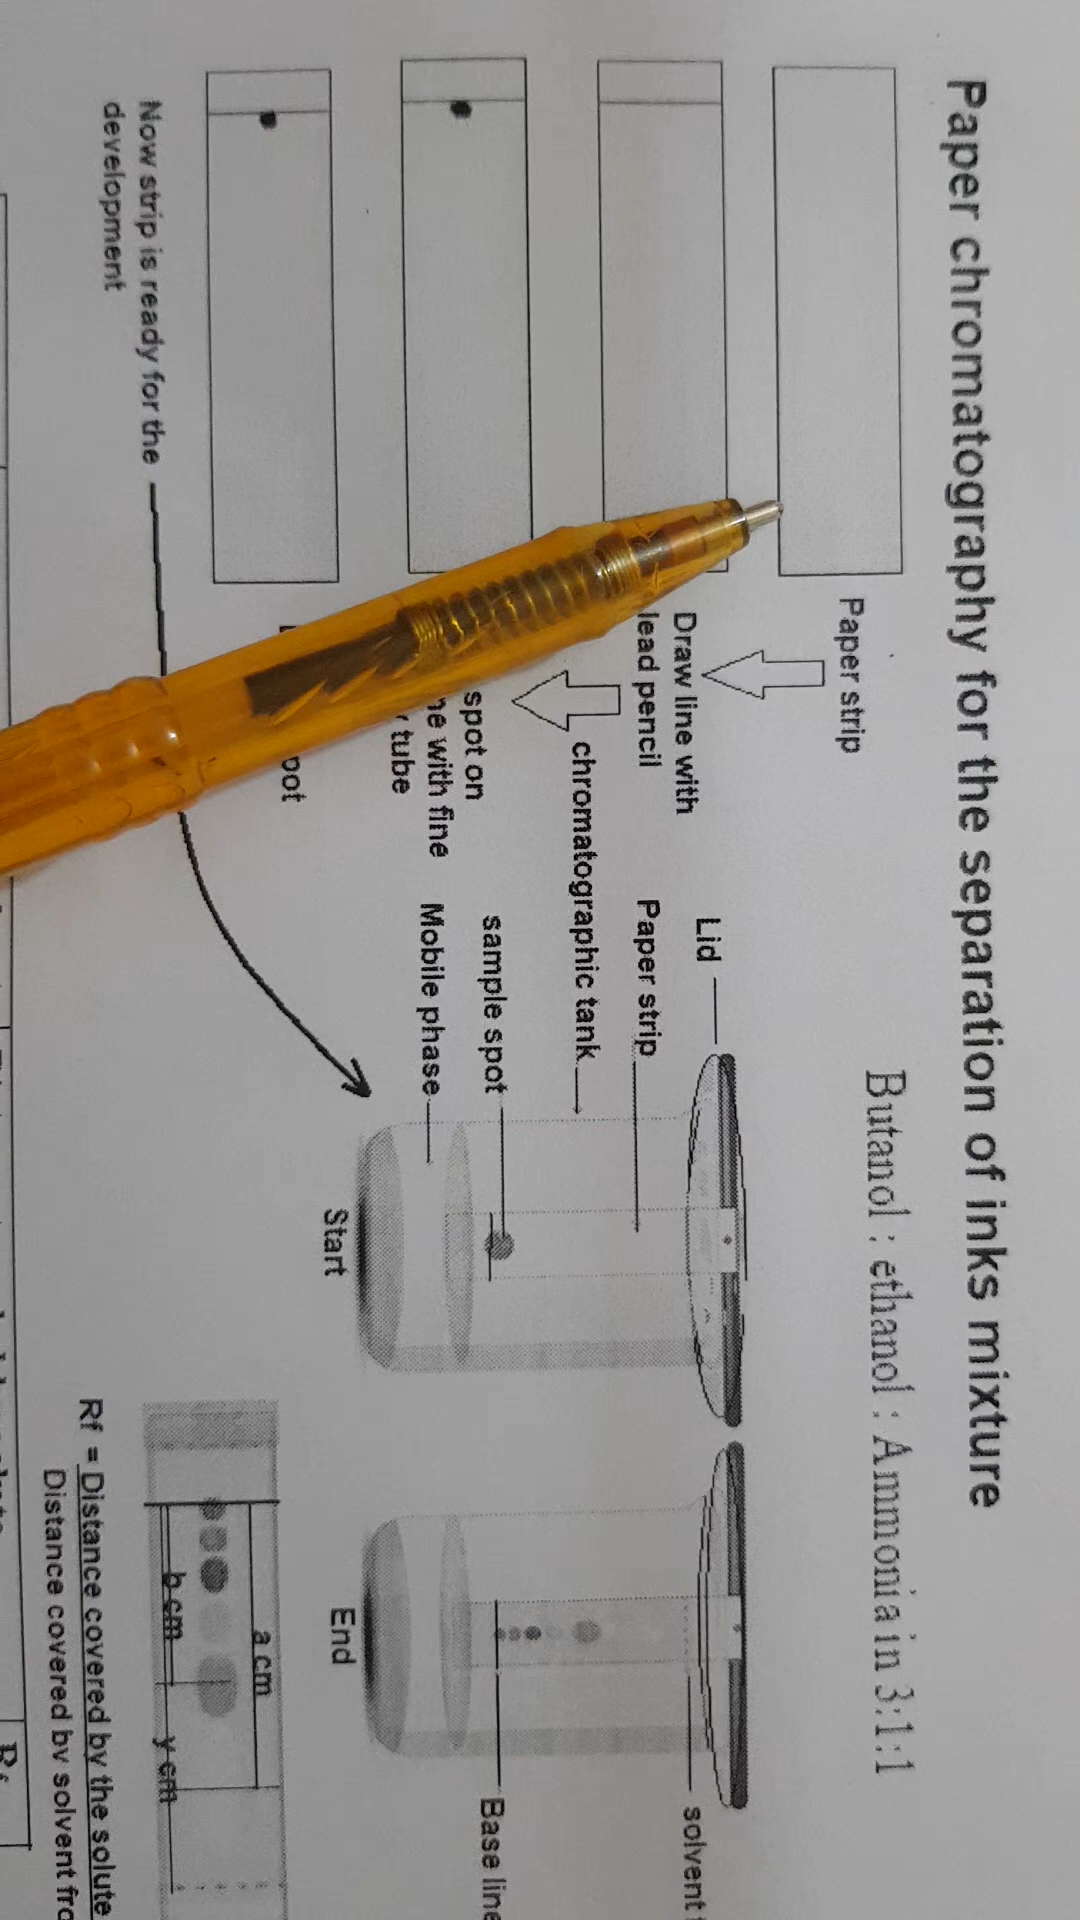 Paper chromatography for the separation of inks mixture
Butanol : ethanol : Ammonia in 3:1:1
Paper strip
Draw line with
lead pencil
spot on
with fine
tube
Now strip is ready for the
development
Lid
Paper strip
chromatographic tank
sample spot
Mobile phase
Start
solvent
Base line
End
a cm
b cm
y cm
Rf = Distance covered by the solute
Distance covered by solvent